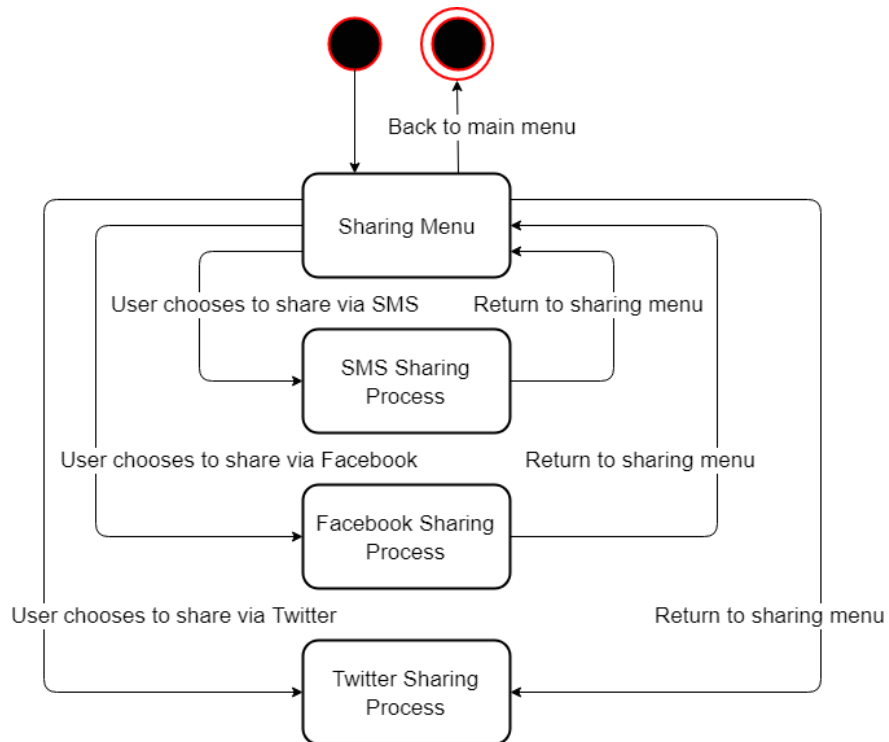 Back to main menu
Sharing Menu
User chooses to share via SMS
Return to sharing menu
SMS Sharing
Process
User chooses to share via Facebook
Return to sharing menu
Facebook Sharing
Process
User chooses to share via Twitter
Return to sharing menu
Twitter Sharing
Process